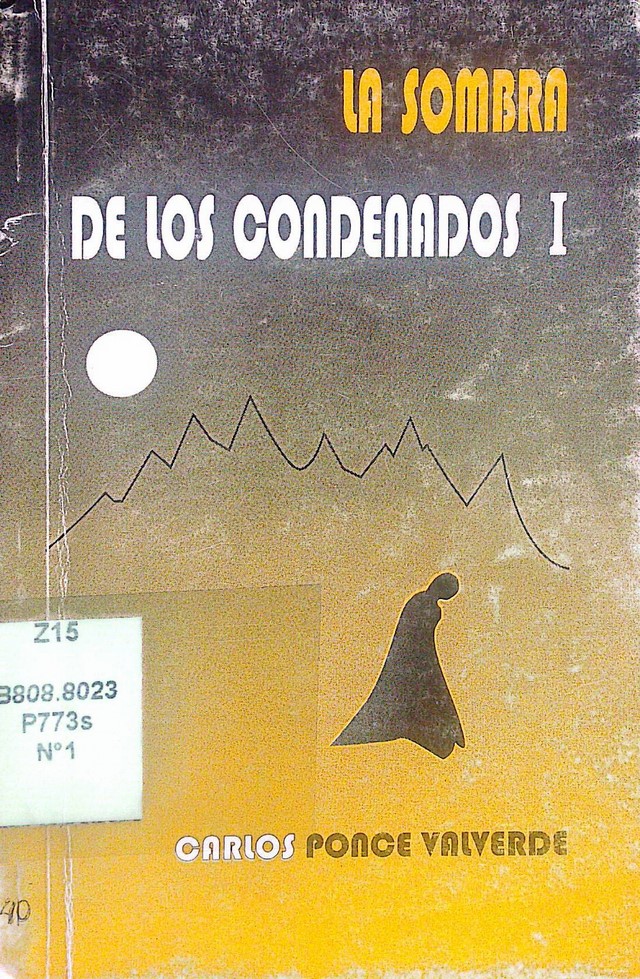 LA SOMBRA
DE LOS CONDENADOS I
Z15
B808.8023
P773s
N°1
CARLOS PONCE VALVERDE